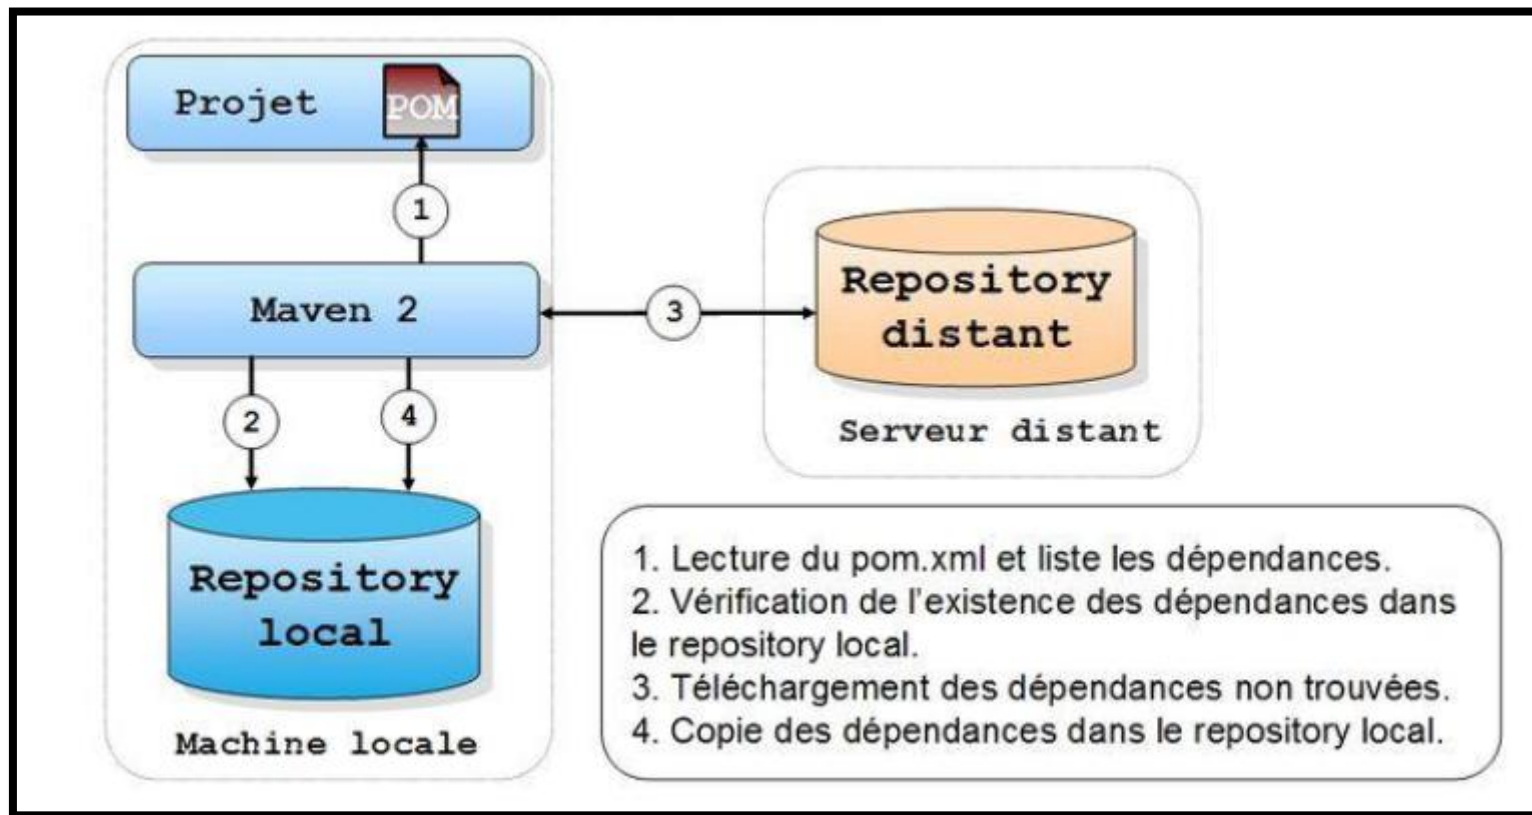 Projet
POM
1
Maven 2
3
Repository
distant
2
4
Serveur distant
Repository
local
Machine locale
1. Lecture du pom.xml et liste les dépendances.
2. Vérification de l'existence des dépendances dans
le repository local.
3. Téléchargement des dépendances non trouvées.
4. Copie des dépendances dans le repository local.